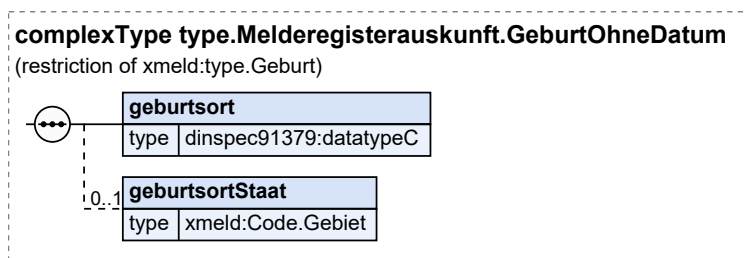 complexType type.Melderegisterauskunft.GeburtOhneDatum
(restriction of xmeld:type.Geburt)
geburtsort
type dinspec91379:datatypeC
0..1 geburtsortStaat
type xmeld:Code.Gebiet